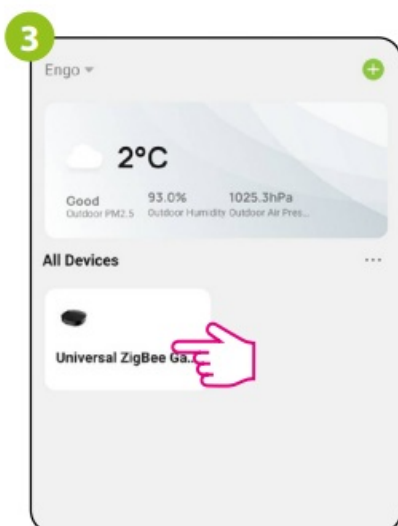 3
Engo
2°C
Good 93.0% 1025.3hPa
Outdoor PM2.5 Outdoor Humidity Outdoor Air Pres...
All Devices ...
Universal ZigBee Ga...